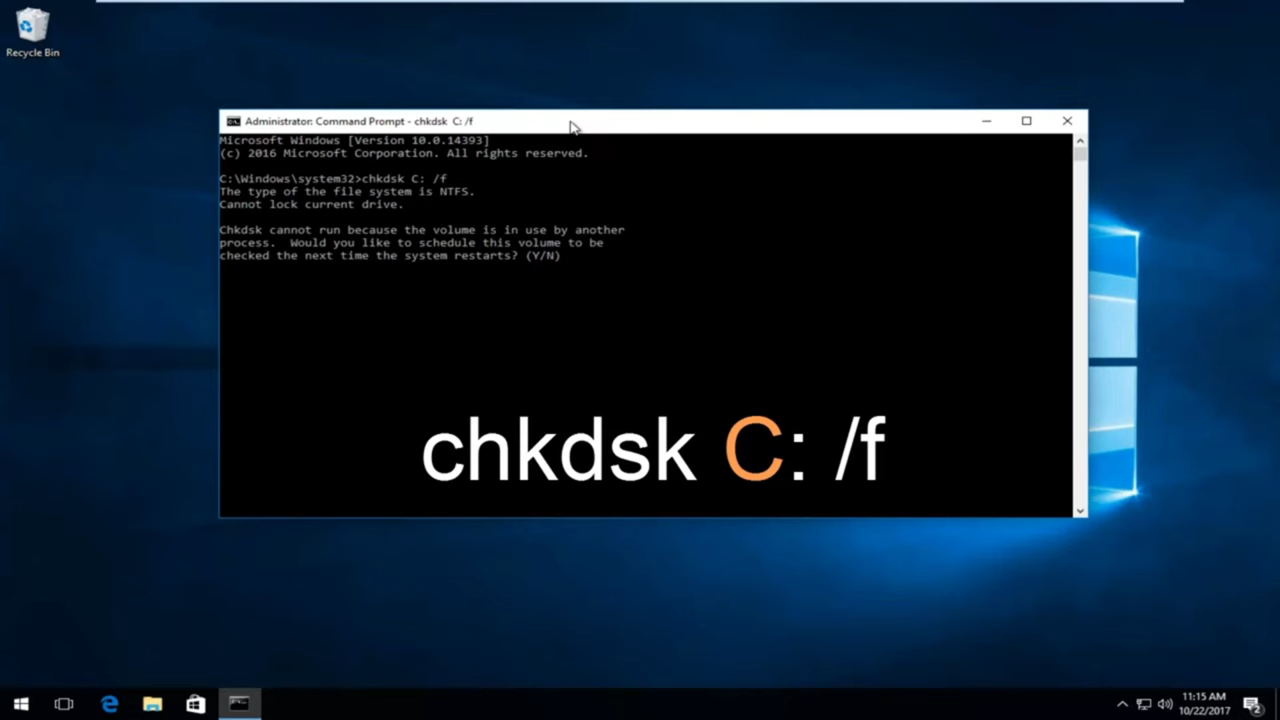 Recycle Bin
Administrator: Command Prompt - chkdsk  C: /f
Microsoft Windows [Version 10.0.14393]
(c) 2016 Microsoft Corporation. All rights reserved.
C:\Windows\system32>chkdsk C: /f
The type of the file system is NTFS.
Cannot lock current drive.
Chkdsk cannot run because the volume is in use by another
process.  Would you like to schedule this volume to be
checked the next time the system restarts? (Y/N)
chkdsk C: /f
11:15 AM
10/22/2017
2